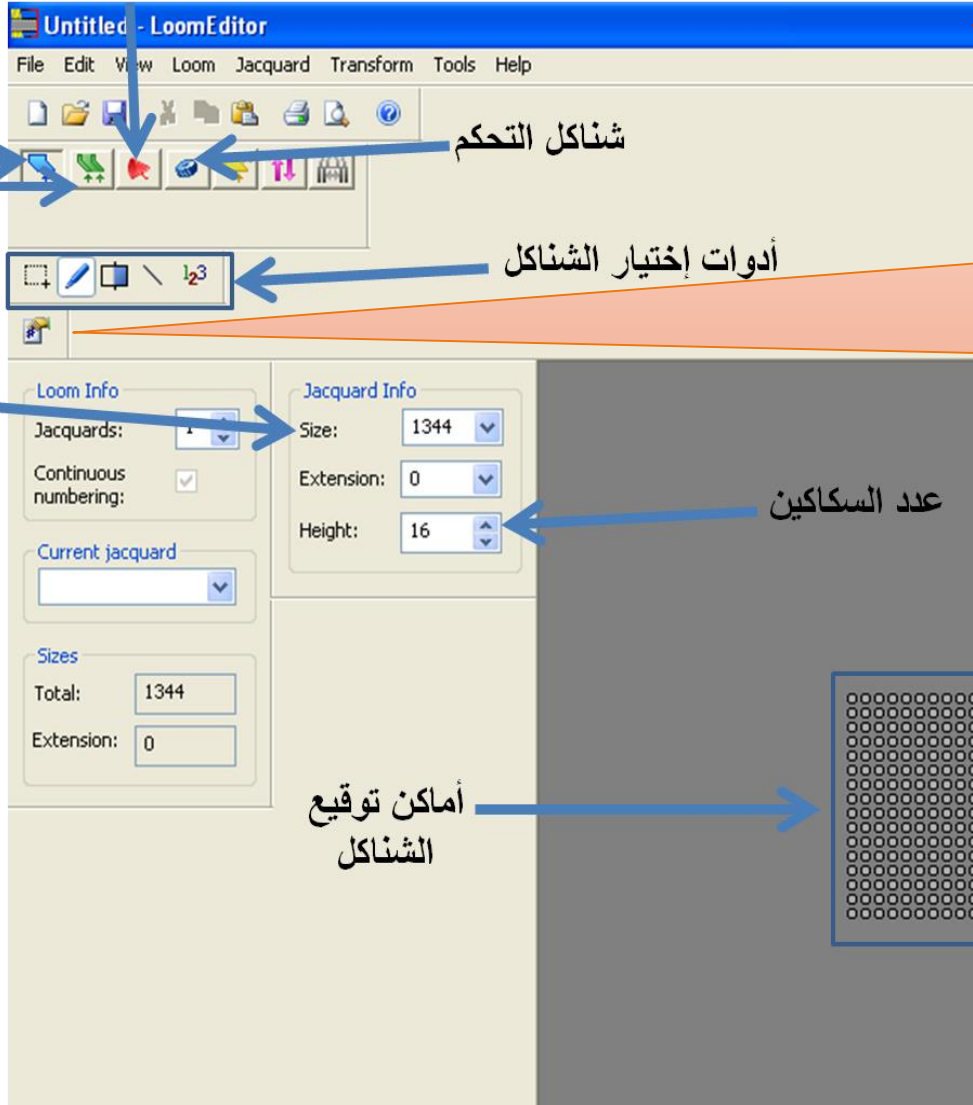 Untitled - LoomEditor
File Edit View Loom Jacquard Transform Tools Help
شناكل التحكم
أدوات إختيار الشناكل
123
Loom Info
Jacquards: 1
Continuous
numbering:
Current jacquard
Sizes
Total: 1344
Extension: 0
Jacquard Info
Size: 1344
Extension: 0
Height: 16
عدد السكاكين
أماكن توقيع
الشناكل